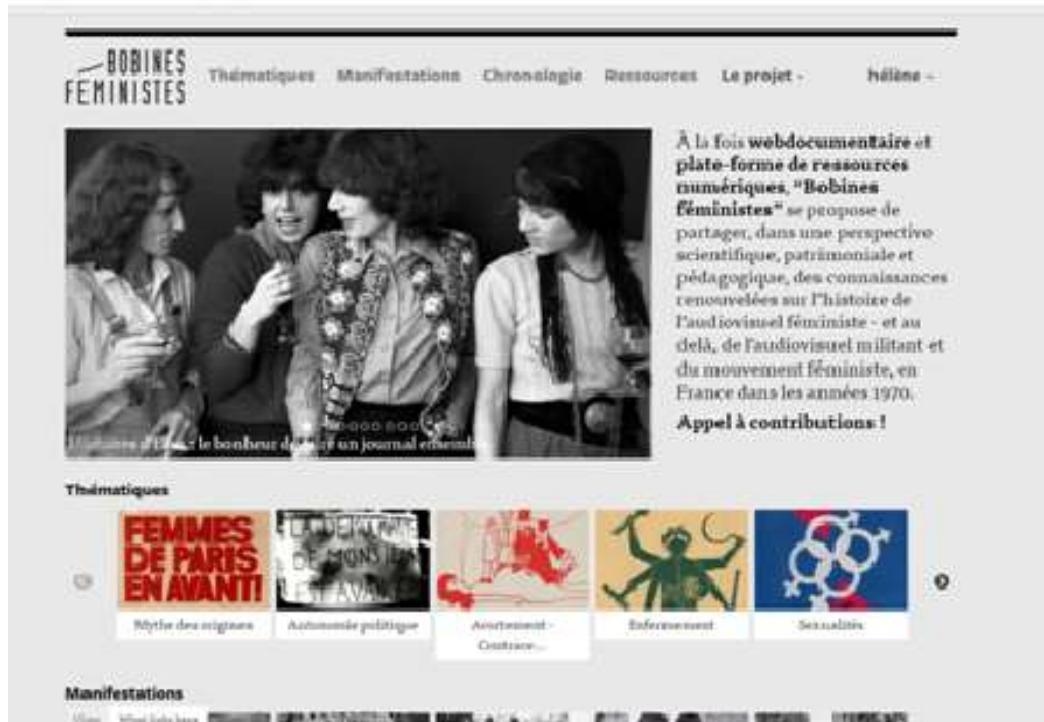 BOBINES
FEMINISTES
Thématiques Manifestations Chronologie Ressources Le projet hélène
À la fois webdocumentaire et
plate-forme de ressources
numériques, "Bobines
féministes" se propose de
partager, dans une perspective
scientifique, patrimoniale et
pédagogique, des connaissances
renouvelées sur l'histoire de
l'audiovisuel féministe - et au
delà, de l'audiovisuel militant et
du mouvement féministe, en
France dans les années 1970.
Appel à contributions !
le bonheur de faire un journal ensemble
Thématiques
FEMMES
DE PARIS
EN AVANT!
DE MONSIEUR
EST AVANC
Mythe des origines
Autonomie politique
Avortement -
Contrace...
Enfermement
Sexualités
Manifestations